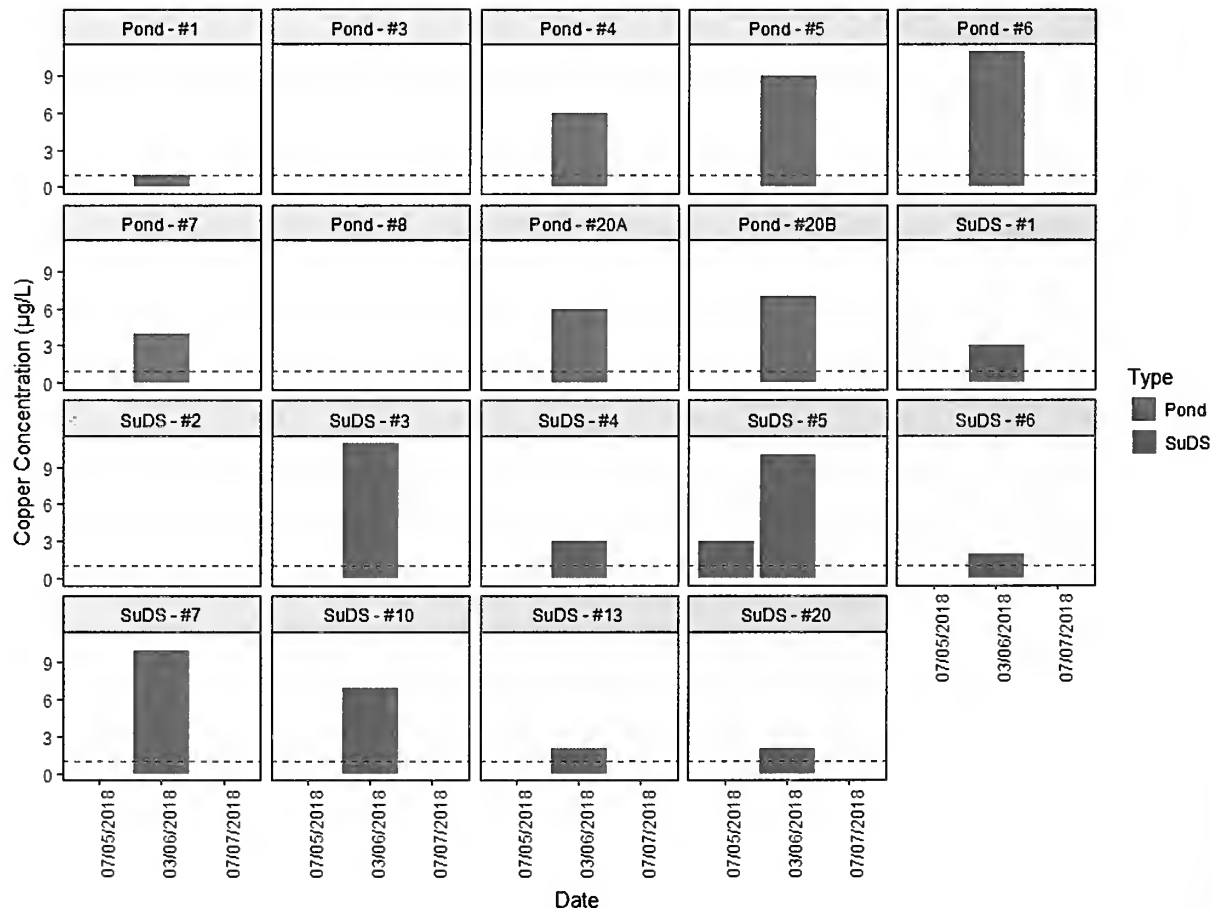 Pond - #1 Pond - #3 Pond - #4 Pond - #5 Pond - #6
9
6
3
0
Pond - #7 Pond - #8 Pond - #20A Pond - #20B SuDS - #1
9
6
3
0
SuDS - #2 SuDS - #3 SuDS - #4 SuDS - #5 SuDS - #6
9
6
3
0
SuDS - #7 SuDS - #10 SuDS - #13 SuDS - #20
9
6
3
0
Copper Concentration (µg/L)
07/05/2018 03/06/2018 07/07/2018
07/05/2018 03/06/2018 07/07/2018
07/05/2018 03/06/2018 07/07/2018
07/05/2018 03/06/2018 07/07/2018
07/05/2018 03/06/2018 07/07/2018
Date
Type
Pond
SuDS